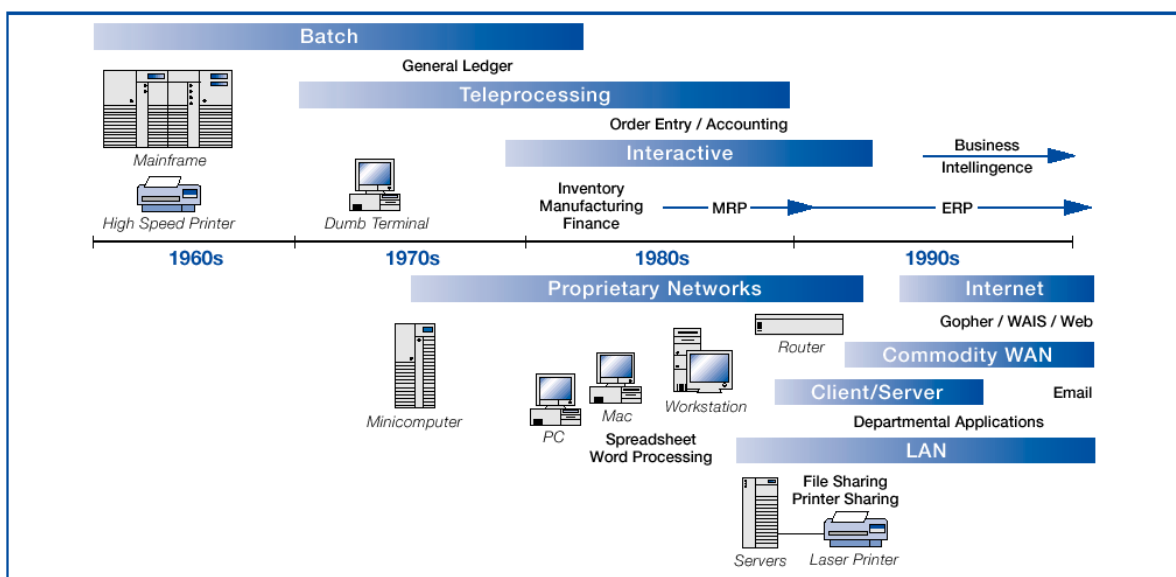 Batch
General Ledger
Teleprocessing
Order Entry / Accounting
Interactive
Business
Intellingence
Mainframe
High Speed Printer
Dumb Terminal
Inventory
Manufacturing
Finance
MRP
ERP
1960s
1970s
1980s
1990s
Proprietary Networks
Internet
Gopher / WAIS / Web
Router
Commodity WAN
Client/Server
Email
Minicomputer
PC
Mac
Workstation
Departmental Applications
Spreadsheet
Word Processing
LAN
File Sharing
Printer Sharing
Servers
Laser Printer